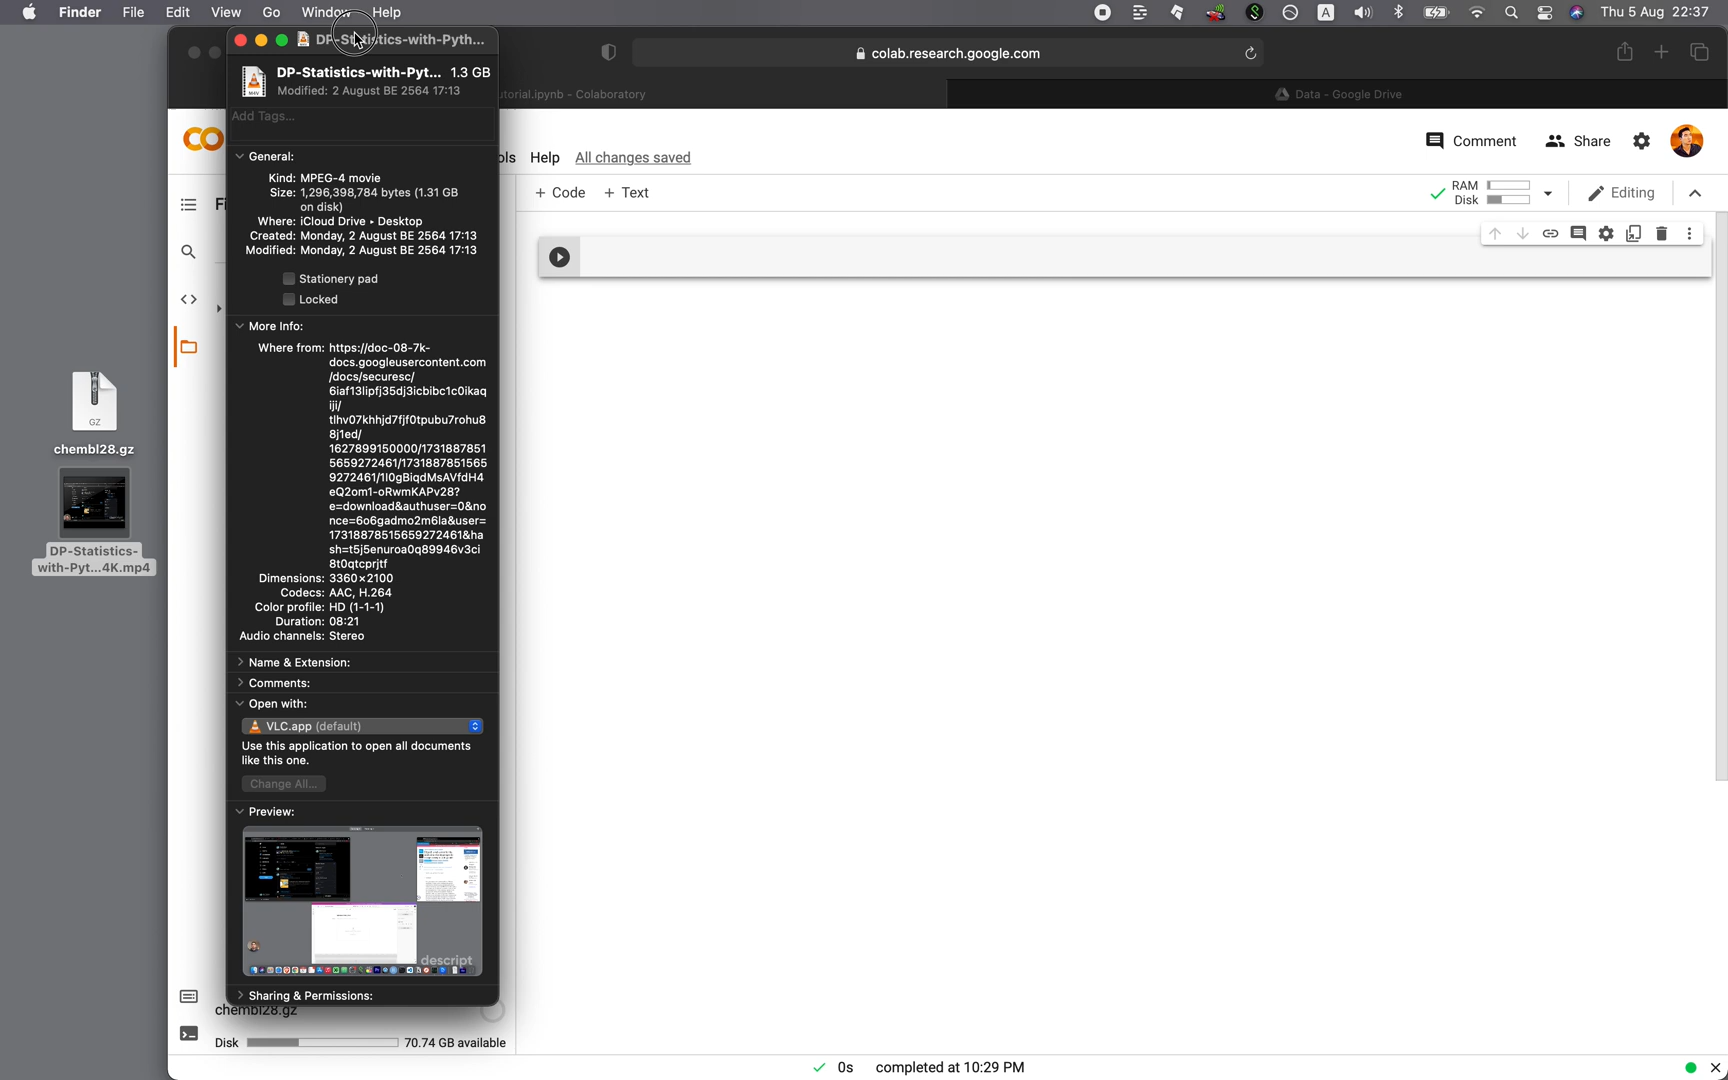 Finder File Edit View Go Window Help
A Thu 5 Aug 22:37
DP-Statistics-with-Pyth...
colab.research.google.com
DP-Statistics-with-Pyt... 1.3 GB
Modified: 2 August BE 2564 17:13
utorial.ipynb - Colaboratory
Data - Google Drive
Add Tags...
Comment Share
General:
ols Help All changes saved
Kind: MPEG-4 movie
Size: 1,296,398,784 bytes (1.31 GB
on disk)
+ Code + Text
RAM
Disk
Editing
Where: iCloud Drive ▸ Desktop
Created: Monday, 2 August BE 2564 17:13
Modified: Monday, 2 August BE 2564 17:13
Stationery pad
Locked
More Info:
Where from: https://doc-08-7k-
docs.googleusercontent.com
/docs/securesc/
6iaf13lipfj35dj3icbibc1c0ikaq
iji/
tlhv07khhjd7fjf0tpubu7rohu8
8j1ed/
1627899150000/1731887851
5659272461/1731887851565
9272461/1I0gBiqdMsAVfdH4
eQ2om1-oRwmKAPv28?
e=download&authuser=0&no
nce=6o6gadmo2m6la&user=
17318878515659272461&ha
sh=t5j5enuroa0q89946v3ci
8t0qtcprjtf
Dimensions: 3360×2100
Codecs: AAC, H.264
Color profile: HD (1-1-1)
Duration: 08:21
Audio channels: Stereo
Name & Extension:
Comments:
Open with:
VLC.app (default)
Use this application to open all documents
like this one.
Change All...
Preview:
descript
Sharing & Permissions:
GZ
chembl28.gz
DP-Statistics-
with-Pyt...4K.mp4
chembl28.gz
Disk 70.74 GB available
0s completed at 10:29 PM